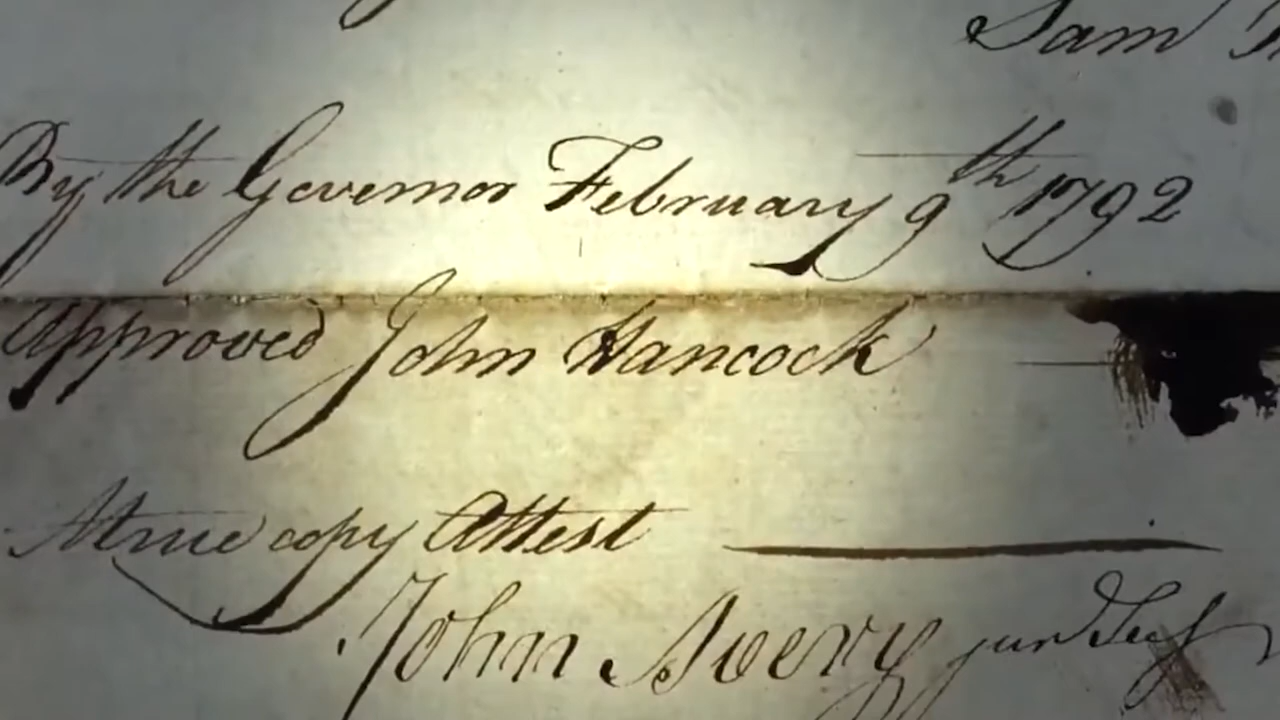 Sam
By the Governor February 9th 1792
Approved John Hancock
A true copy Attest
John Avery jun Secy